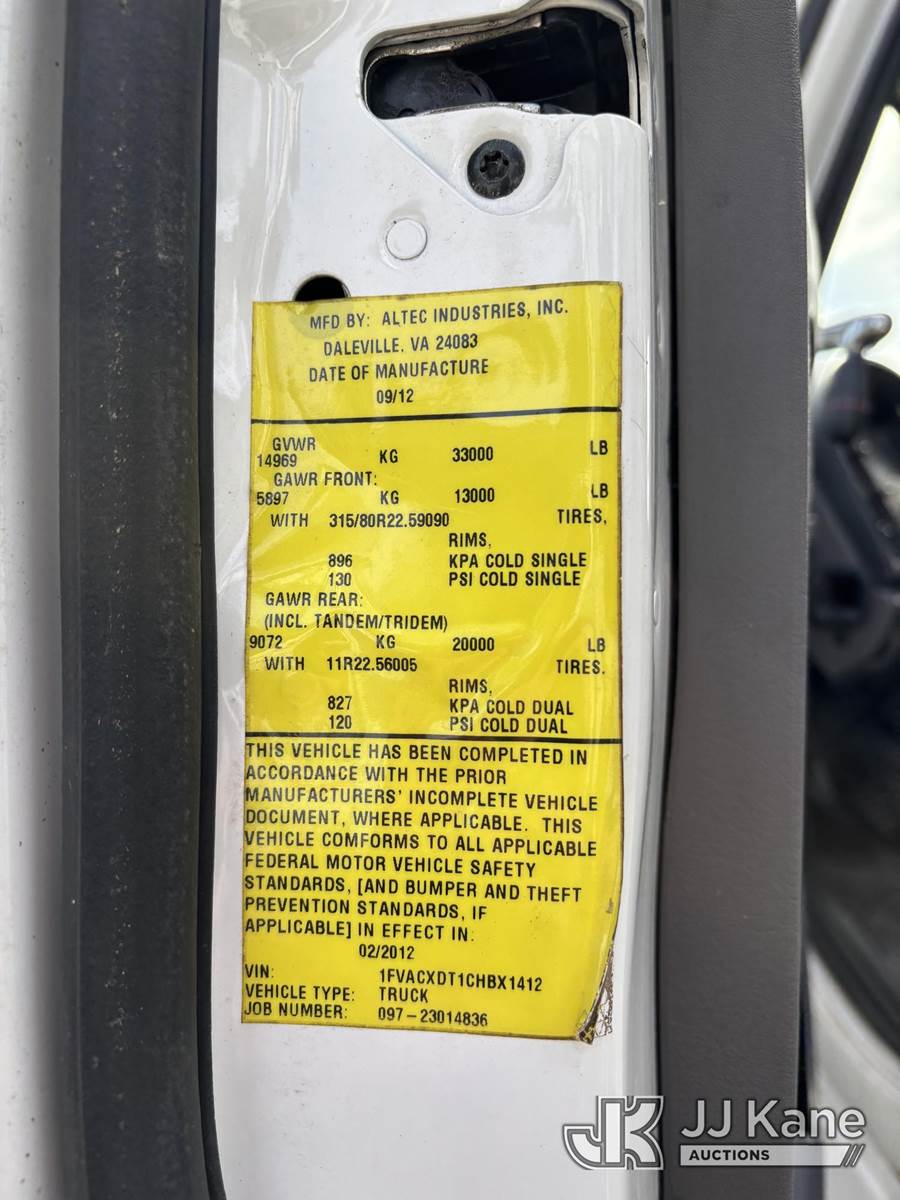 MFD BY: ALTEC INDUSTRIES, INC.
DALEVILLE, VA 24083
DATE OF MANUFACTURE
09/12
GVWR
14969 KG 33000 LB
GAWR FRONT:
5897 KG 13000 LB
WITH 315/80R22.59090 TIRES,
RIMS,
896 KPA COLD SINGLE
130 PSI COLD SINGLE
GAWR REAR:
(INCL. TANDEM/TRIDEM)
9072 KG 20000 LB
WITH 11R22.56005 TIRES.
RIMS,
827 KPA COLD DUAL
120 PSI COLD DUAL
THIS VEHICLE HAS BEEN COMPLETED IN
ACCORDANCE WITH THE PRIOR
MANUFACTURERS' INCOMPLETE VEHICLE
DOCUMENT, WHERE APPLICABLE. THIS
VEHICLE COMFORMS TO ALL APPLICABLE
FEDERAL MOTOR VEHICLE SAFETY
STANDARDS, [AND BUMPER AND THEFT
PREVENTION STANDARDS, IF
APPLICABLE] IN EFFECT IN:
02/2012
VIN: 1FVACXDT1CHBX1412
VEHICLE TYPE: TRUCK
JOB NUMBER: 097-23014836
JK JJ Kane
AUCTIONS